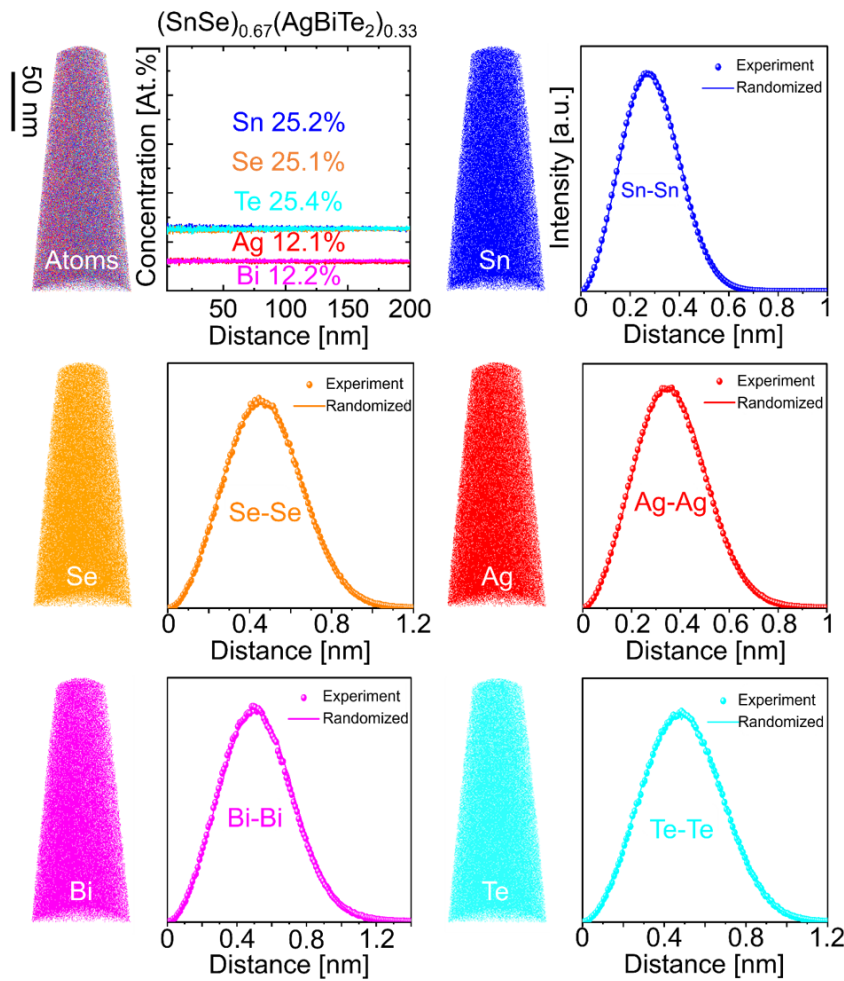 (SnSe)0.67(AgBiTe2)0.33
50 nm
Atoms
Concentration [At.%]
Sn 25.2%
Se 25.1%
Te 25.4%
Ag 12.1%
Bi 12.2%
50 100 150 200
Distance [nm]
Sn
Intensity [a.u.]
Experiment
Randomized
Sn-Sn
0 0.2 0.4 0.6 0.8 1
Distance [nm]
Se
Experiment
Randomized
Se-Se
0 0.4 0.8 1.2
Distance [nm]
Ag
Experiment
Randomized
Ag-Ag
0 0.2 0.4 0.6 0.8 1
Distance [nm]
Bi
Experiment
Randomized
Bi-Bi
0 0.4 0.8 1.2
Distance [nm]
Te
Experiment
Randomized
Te-Te
0 0.4 0.8 1.2
Distance [nm]